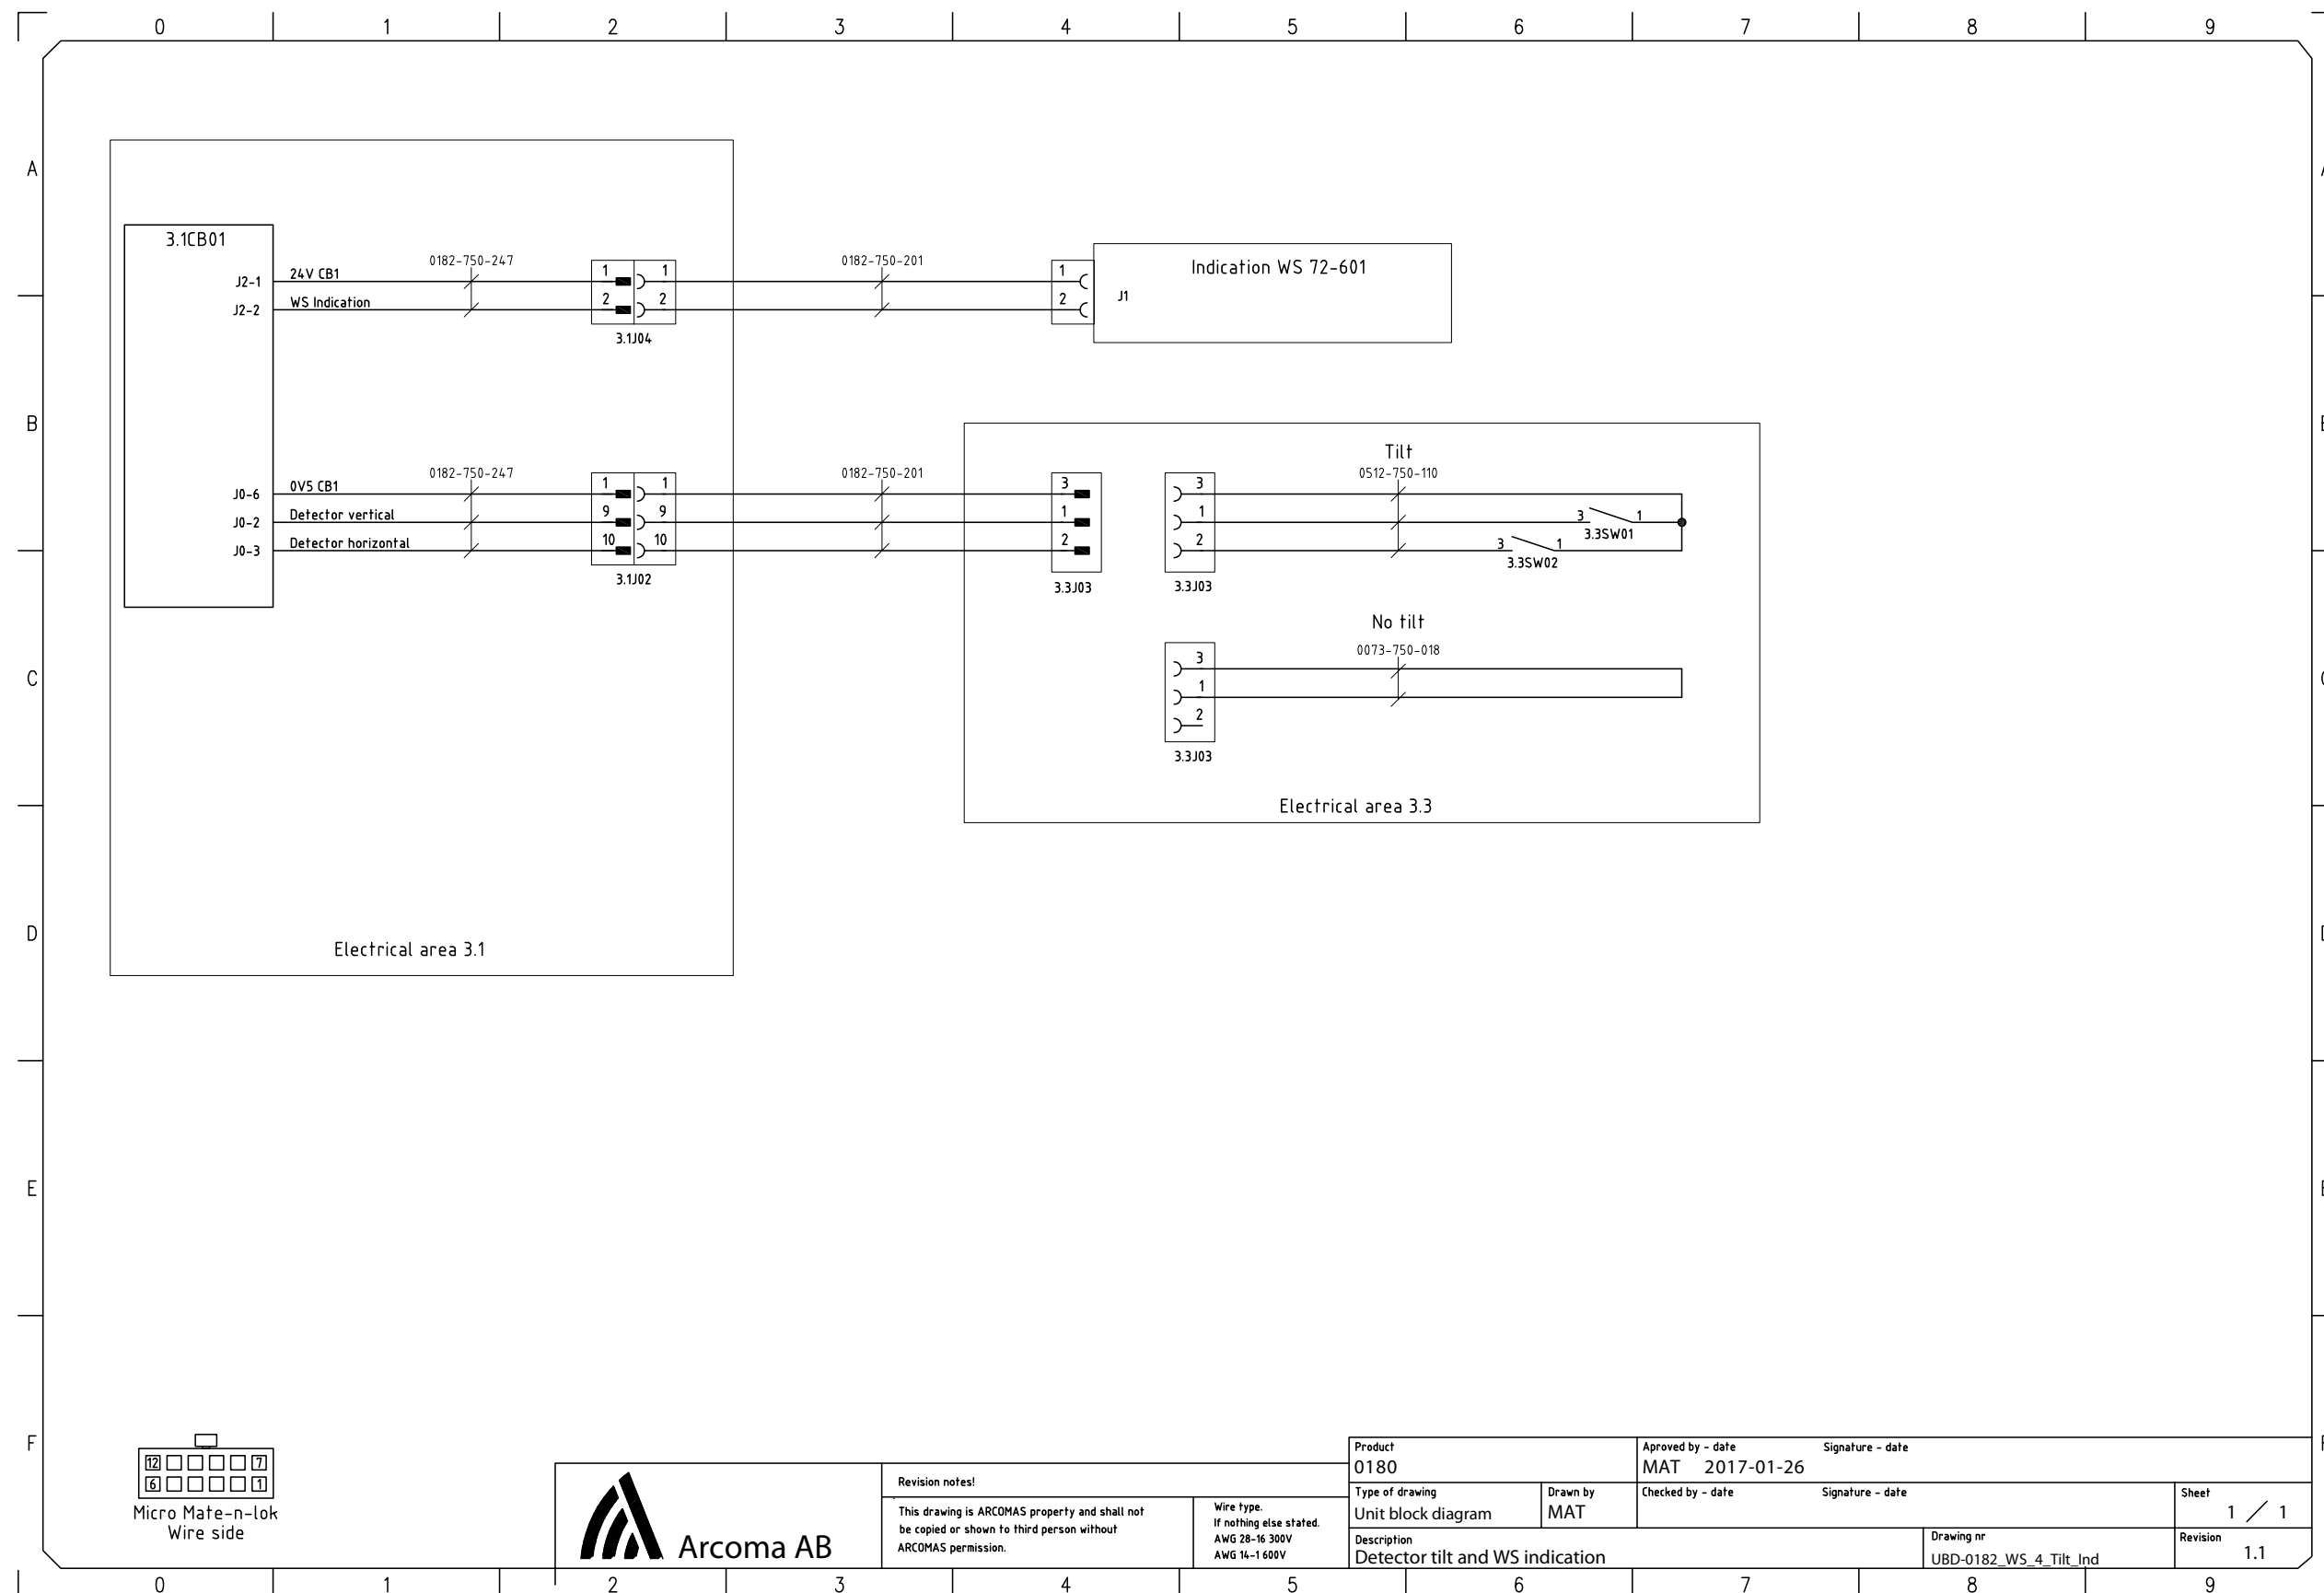 0 1 2 3 4 5 6 7 8 9
A
3.1CB01
J2-1 24V CB1 0182-750-247 1 1 0182-750-201 1 Indication WS 72-601
J2-2 WS Indication 2 2 2 J1
3.1J04
B
Tilt
J0-6 0V5 CB1 0182-750-247 1 1 0182-750-201 3 3 0512-750-110
J0-2 Detector vertical 9 9 1 1 3 1
3.3SW01
J0-3 Detector horizontal 10 10 2 2 3 1
3.3SW02
3.1J02 3.3J03 3.3J03
No tilt
C
3 0073-750-018
1
2
3.3J03
Electrical area 3.3
D
Electrical area 3.1
E
F
12 7
6 1
Micro Mate-n-lok
Wire side
Arcoma AB
Revision notes!
This drawing is ARCOMAS property and shall not
be copied or shown to third person without
ARCOMAS permission.
Wire type.
If nothing else stated.
AWG 28-16 300V
AWG 14-1 600V
Product
0180
Aproved by - date Signature - date
MAT 2017-01-26
Type of drawing
Unit block diagram
Drawn by
MAT
Checked by - date Signature - date
Sheet
1 / 1
Description
Detector tilt and WS indication
Drawing nr
UBD-0182_WS_4_Tilt_Ind
Revision
1.1
0 1 2 3 4 5 6 7 8 9